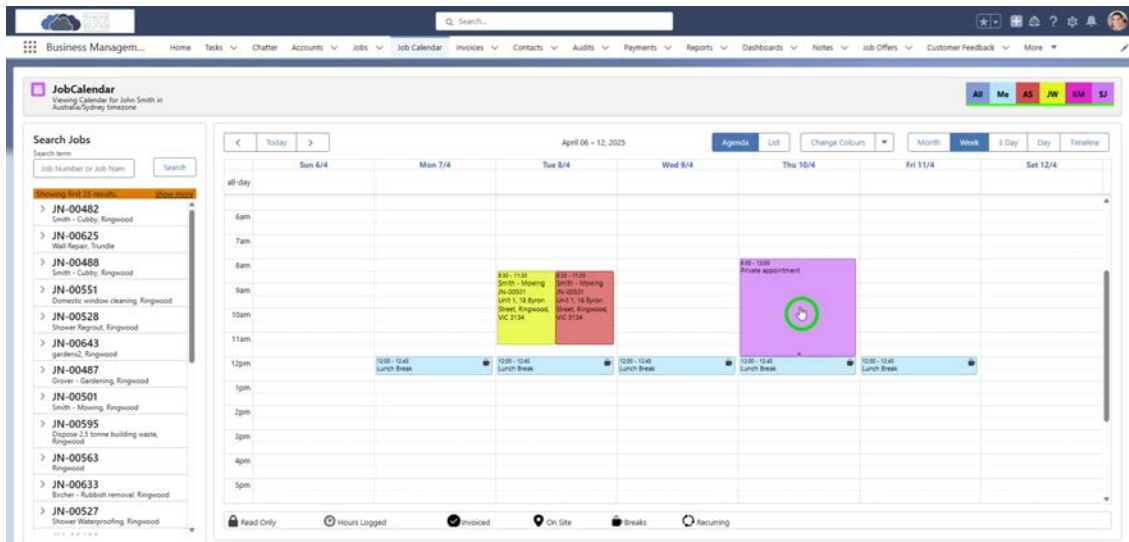 Search...
Business Managem... Home Tasks Chatter Accounts Jobs Job Calendar Invoices Contacts Audits Payments Reports Dashboards Notes Job Offers Customer Feedback More
JobCalendar
Viewing Calendar for John Smith in
Australia/Sydney timezone
All Me AS JW KM SJ
Search Jobs
Search term
Job Number or Job Nam Search
Showing first 25 results show more
JN-00482
Smith - Cubby, Ringwood
JN-00625
Wall Repair, Trundle
JN-00488
Smith - Cubby, Ringwood
JN-00551
Domestic window cleaning, Ringwood
JN-00528
Shower Regrout, Ringwood
JN-00643
gardens2, Ringwood
JN-00487
Grover - Gardening, Ringwood
JN-00501
Smith - Mowing, Ringwood
JN-00595
Dispose 2.5 tonne building waste,
Ringwood
JN-00563
Ringwood
JN-00633
Bircher - Rubbish removal, Ringwood
JN-00527
Shower Waterproofing, Ringwood
Today April 06 – 12, 2025 Agenda List Change Colours Month Week 3 Day Day Timeline
Sun 6/4 Mon 7/4 Tue 8/4 Wed 9/4 Thu 10/4 Fri 11/4 Sat 12/4
all-day
6am
7am
8am
9am
10am
11am
12pm
1pm
2pm
3pm
4pm
5pm
8:30 - 11:30
Smith - Mowing
JN-00501
Unit 1, 18 Byron
Street, Ringwood,
VIC 3134
8:30 - 11:30
Smith - Mowing
JN-00501
Unit 1, 18 Byron
Street, Ringwood,
VIC 3134
Private appointment
12:00 - 12:45
Lunch Break
12:00 - 12:45
Lunch Break
12:00 - 12:45
Lunch Break
12:00 - 12:45
Lunch Break
12:00 - 12:45
Lunch Break
Read Only Hours Logged Invoiced On Site Breaks Recurring